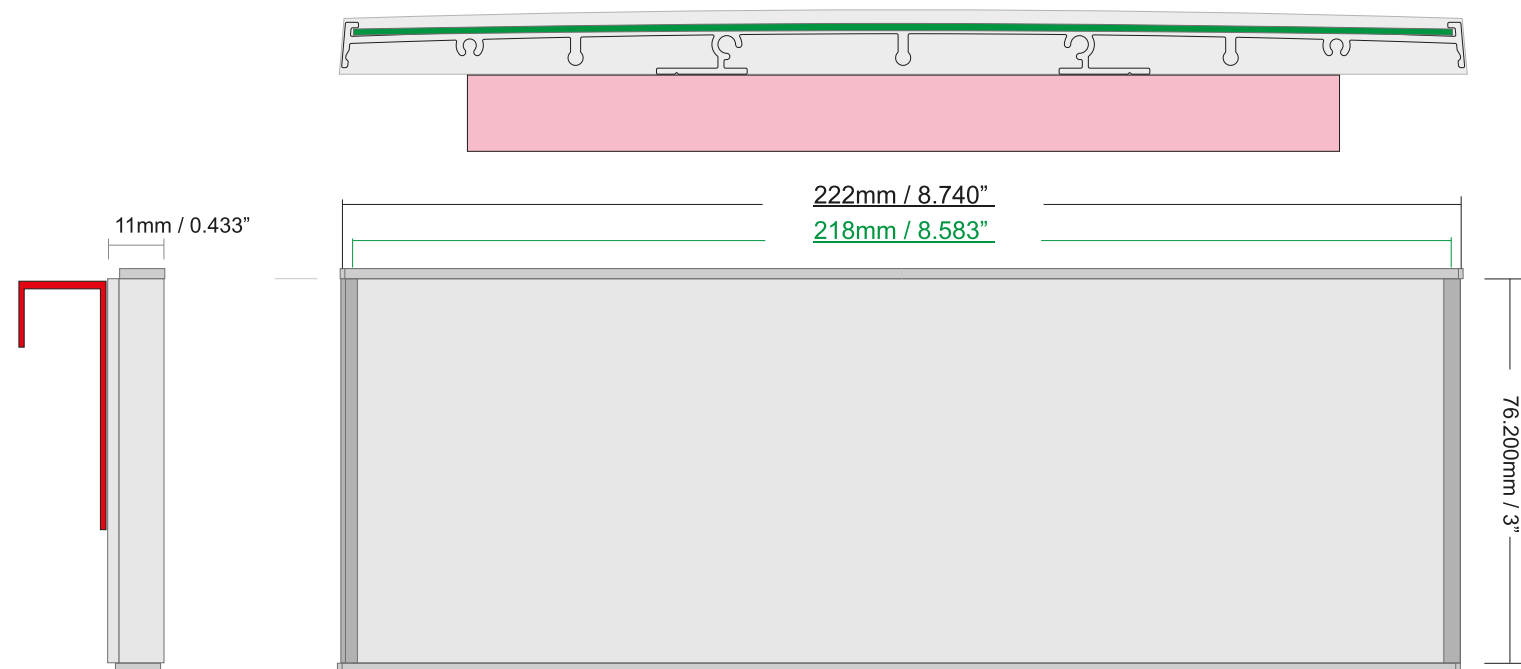 222mm / 8.740”
218mm / 8.583”
11mm / 0.433”
76.200mm / 3”